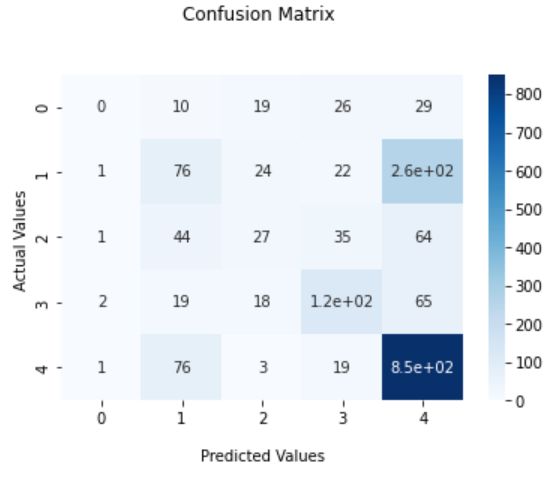 Confusion Matrix
0 0 10 19 26 29
1 1 76 24 22 2.6e+02
2 1 44 27 35 64
3 2 19 18 1.2e+02 65
4 1 76 3 19 8.5e+02
0 1 2 3 4
Actual Values
Predicted Values
800
700
600
500
400
300
200
100
0